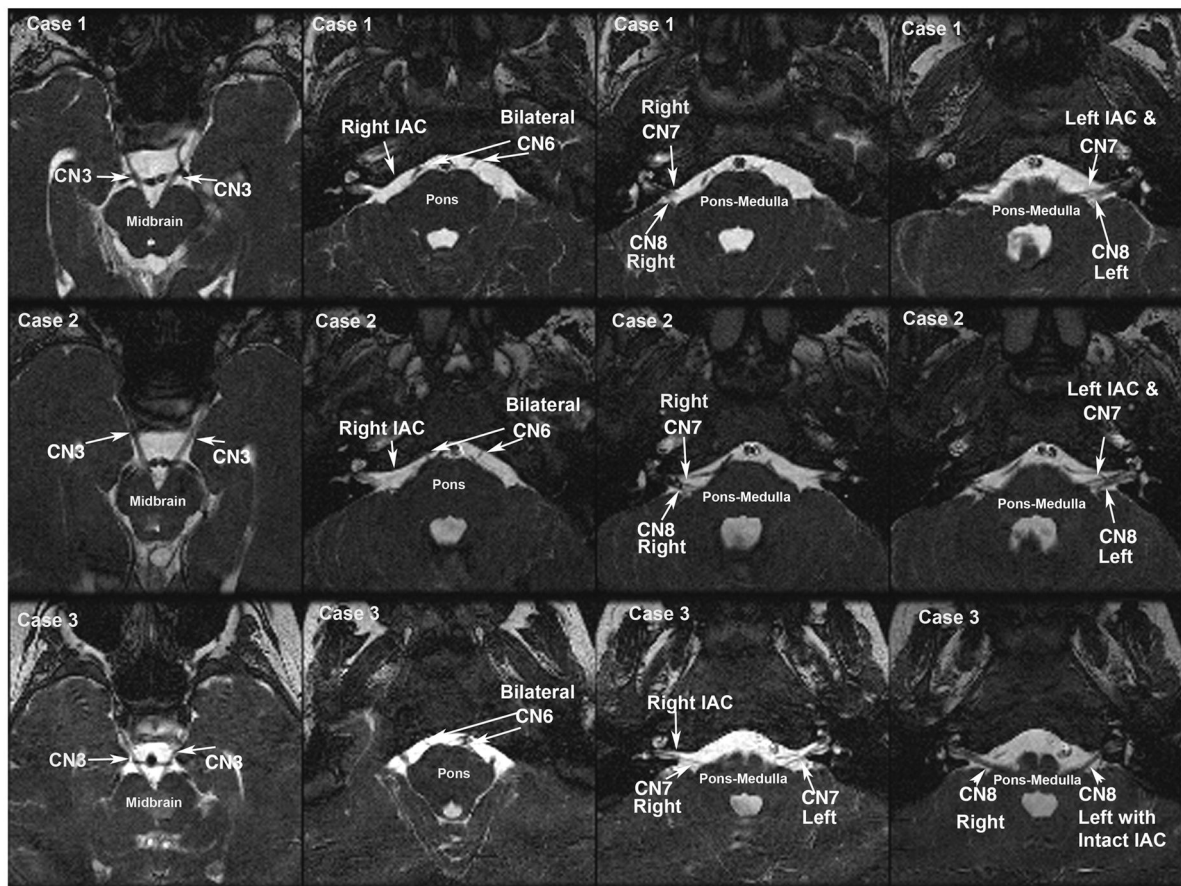 Case 1
CN3
CN3
Midbrain
Case 1
Right IAC
Bilateral
CN6
Pons
Case 1
Right
CN7
Pons-Medulla
CN8
Right
Case 1
Left IAC &
CN7
Pons-Medulla
CN8
Left
Case 2
CN3
CN3
Midbrain
Case 2
Right IAC
Bilateral
CN6
Pons
Case 2
Right
CN7
Pons-Medulla
CN8
Right
Case 2
Left IAC &
CN7
Pons-Medulla
CN8
Left
Case 3
CN3
CN3
Midbrain
Case 3
Bilateral
CN6
Pons
Case 3
Right IAC
CN7
Right
Pons-Medulla
CN7
Left
Case 3
Pons-Medulla
CN8
Right
CN8
Left with
Intact IAC